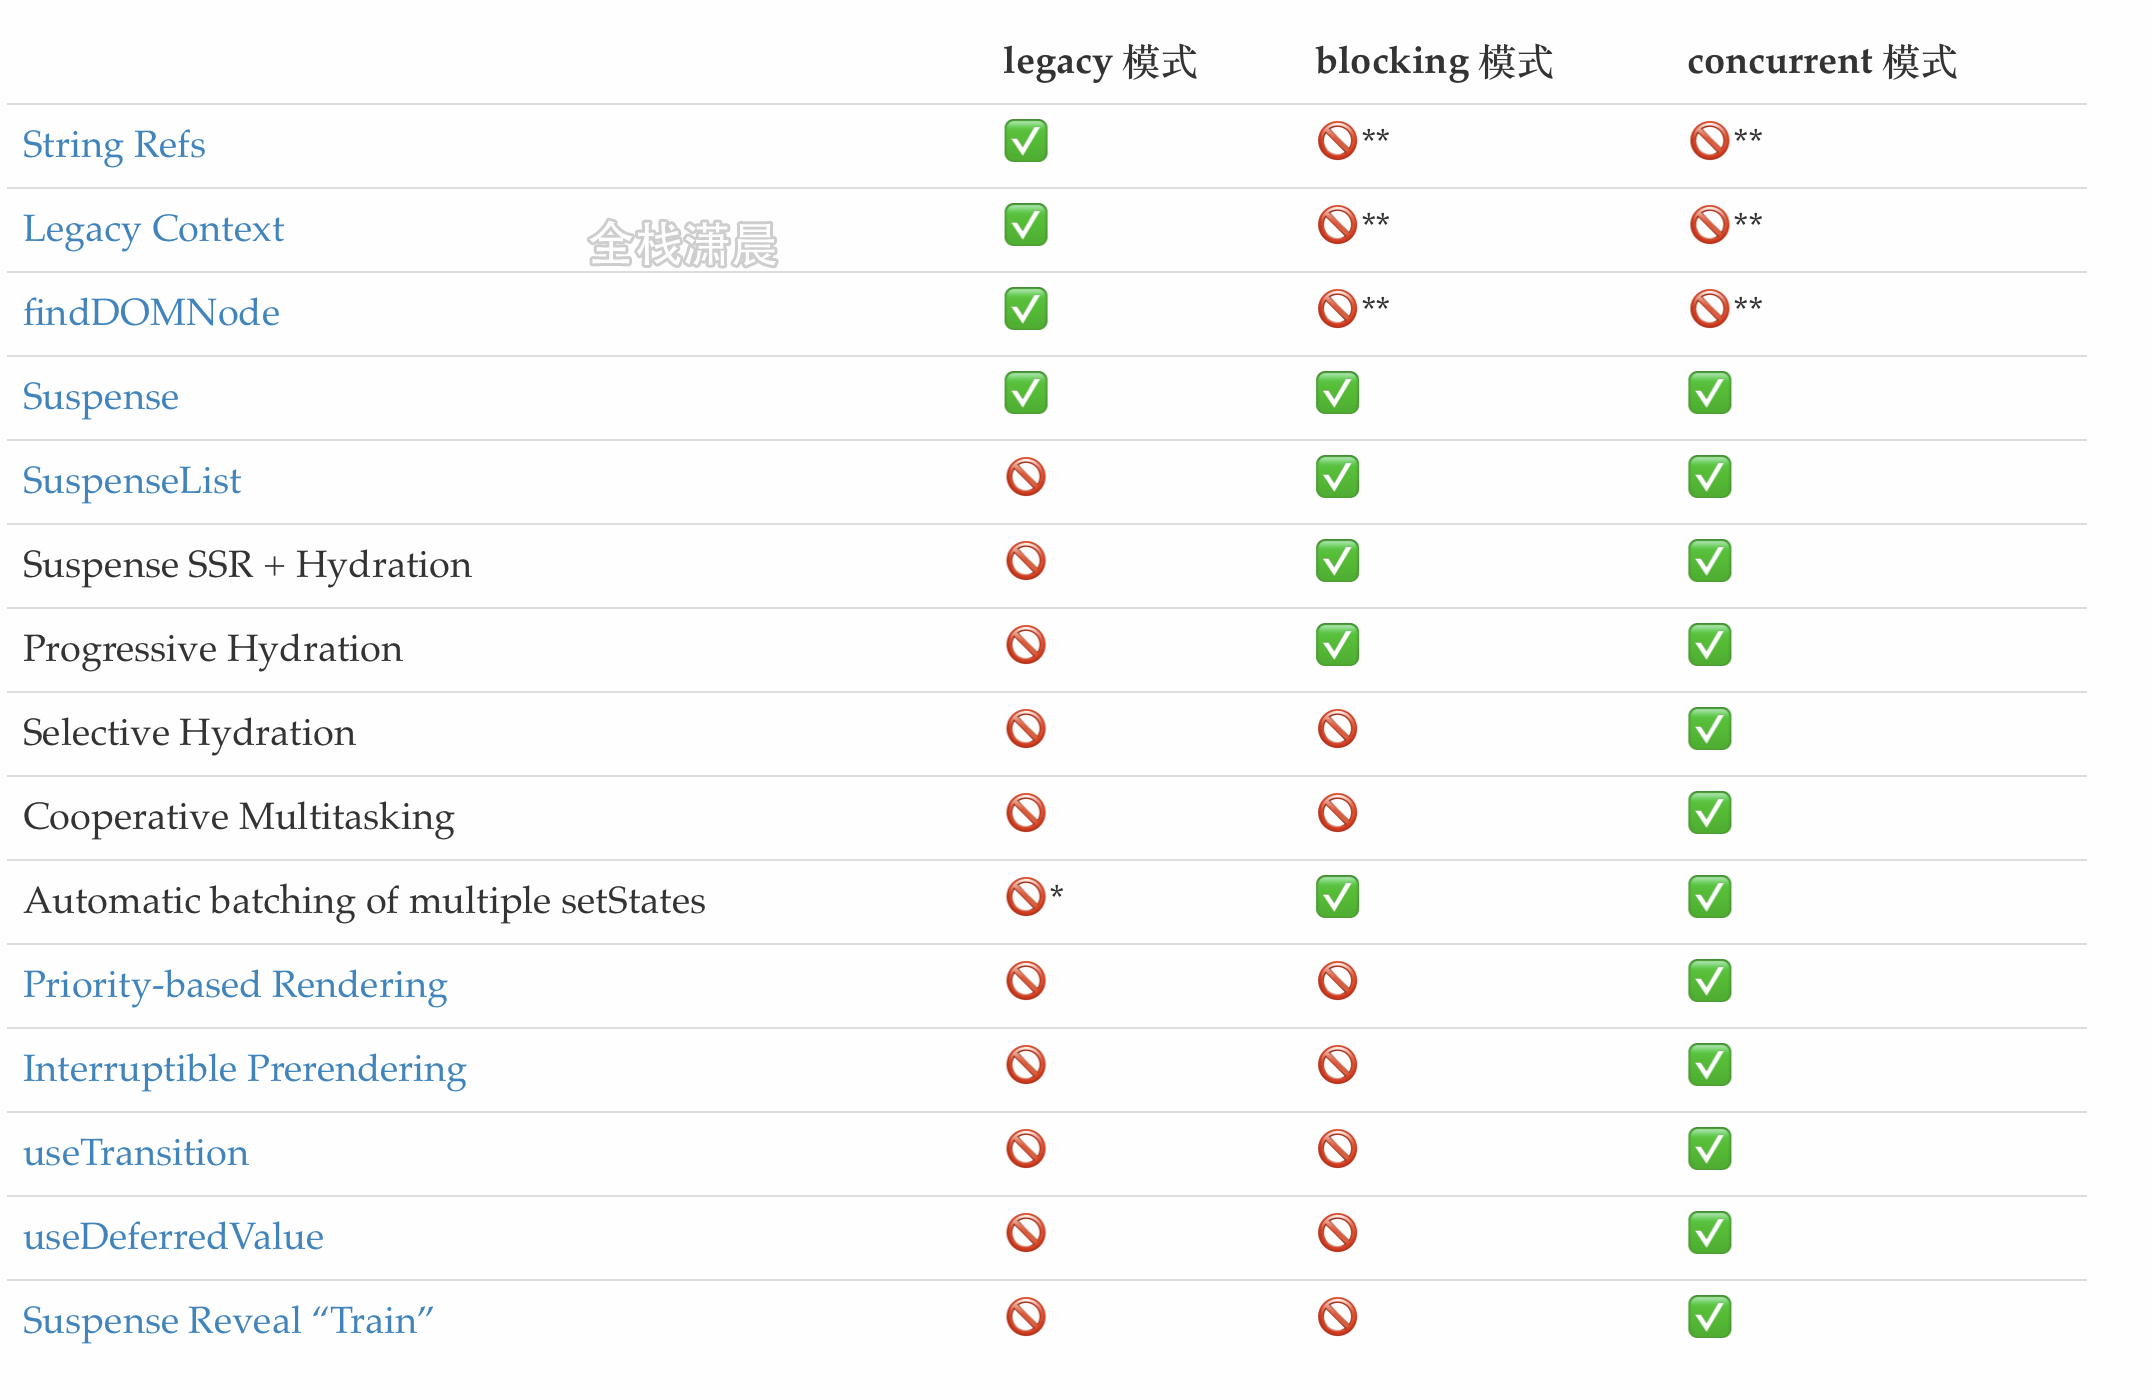 legacy 模式 blocking 模式 concurrent 模式
String Refs ✅ 🚫** 🚫**
Legacy Context ✅ 🚫** 🚫**
全栈潇晨
findDOMNode ✅ 🚫** 🚫**
Suspense ✅ ✅ ✅
SuspenseList 🚫 ✅ ✅
Suspense SSR + Hydration 🚫 ✅ ✅
Progressive Hydration 🚫 ✅ ✅
Selective Hydration 🚫 🚫 ✅
Cooperative Multitasking 🚫 🚫 ✅
Automatic batching of multiple setStates 🚫* ✅ ✅
Priority-based Rendering 🚫 🚫 ✅
Interruptible Prerendering 🚫 🚫 ✅
useTransition 🚫 🚫 ✅
useDeferredValue 🚫 🚫 ✅
Suspense Reveal “Train” 🚫 🚫 ✅